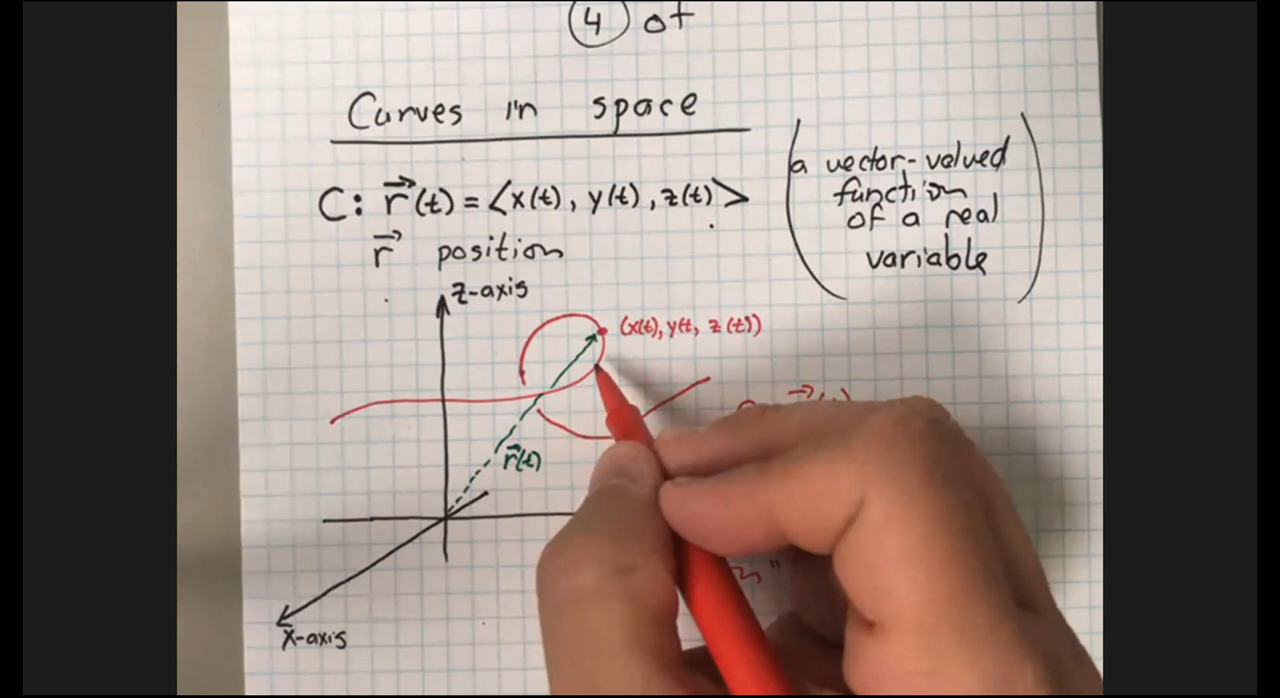 ④ of
Curves in space
C: r⃗(t) = <x(t), y(t), z(t)>
(a vector-valued
function
of a real
variable)
r⃗ position
z-axis
(x(t), y(t, z(t))
r⃗(t)
x-axis